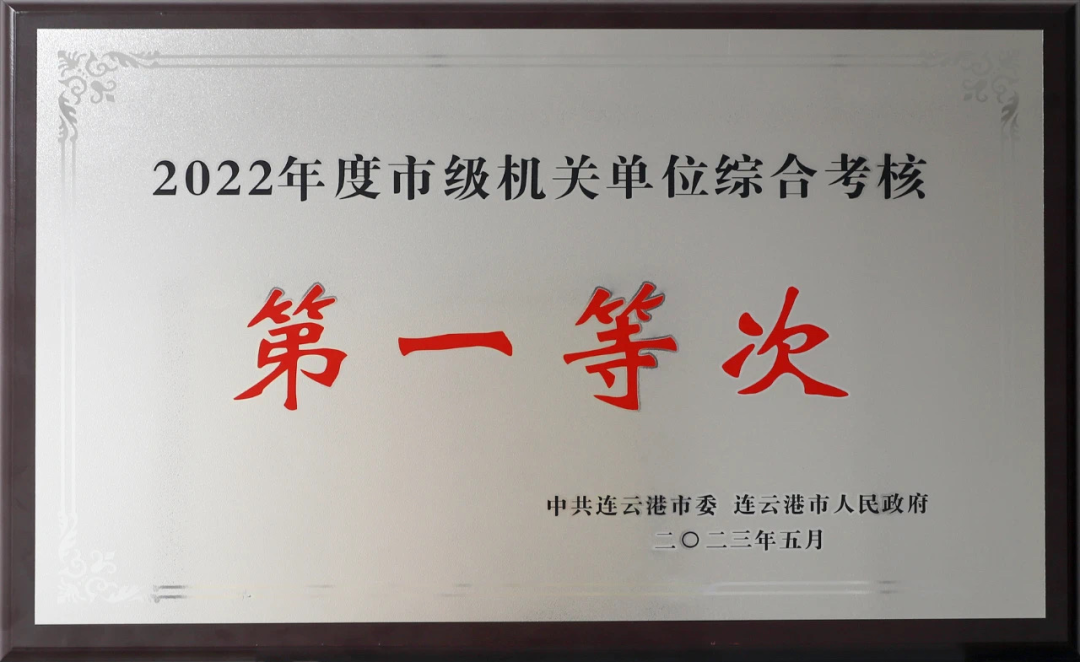 2022年度市级机关单位综合考核
第一等次
中共连云港市委 连云港市人民政府
二〇二三年五月